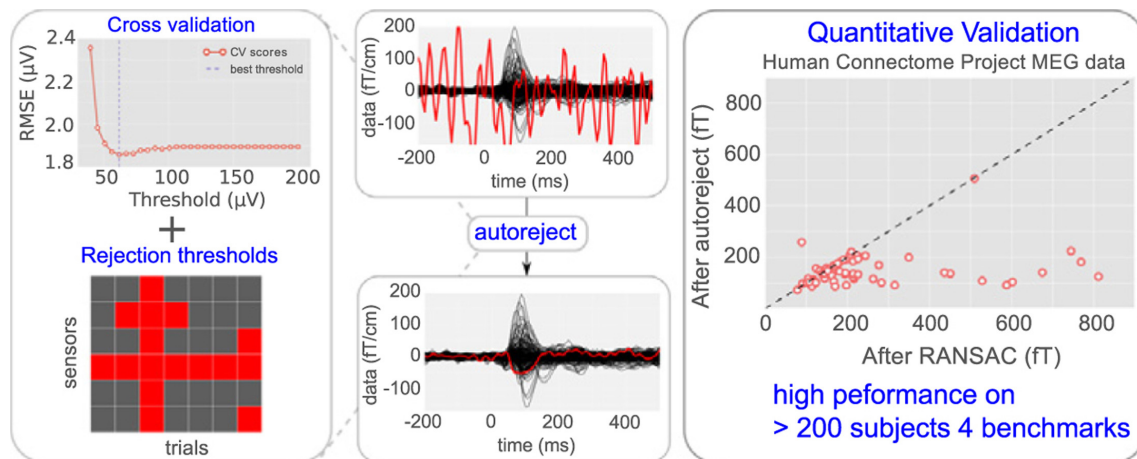 Cross validation
2.4
2.2
2.0
1.8
RMSE (µV)
CV scores
best threshold
50
100
150
200
Threshold (µV)
+
Rejection thresholds
sensors
trials
200
100
0
-100
data (fT/cm)
-200
0
200
400
time (ms)
autoreject
200
100
0
-100
data (fT/cm)
-200
0
200
400
time (ms)
Quantitative Validation
Human Connectome Project MEG data
800
600
400
200
0
After autoreject (fT)
0
200
400
600
800
After RANSAC (fT)
high peformance on
> 200 subjects 4 benchmarks